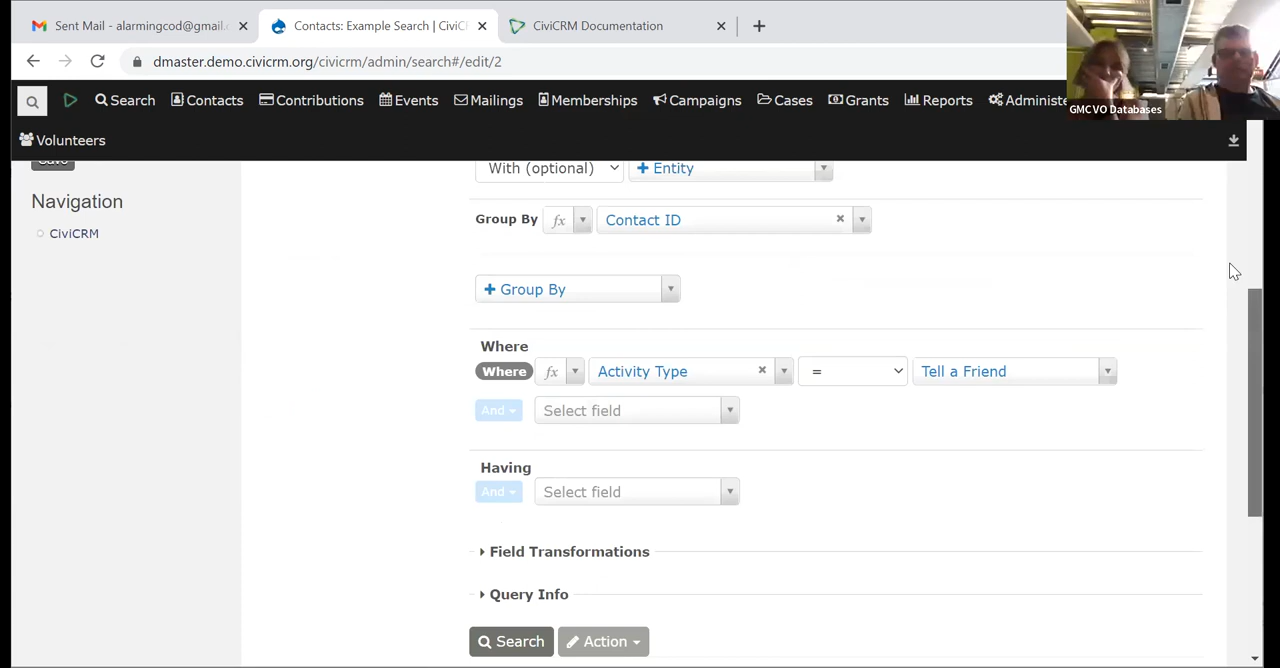 Sent Mail - alarmingcod@gmail.
Contacts: Example Search | CiviC
CiviCRM Documentation
dmaster.demo.civicrm.org/civicrm/admin/search#/edit/2
Search
Contacts
Contributions
Events
Mailings
Memberships
Campaigns
Cases
Grants
Reports
Administe
GMCVO Databases
Volunteers
Save
Navigation
CiviCRM
With (optional)
+ Entity
Group By fx Contact ID
+ Group By
Where
Where fx Activity Type = Tell a Friend
And Select field
Having
And Select field
Field Transformations
Query Info
Search Action